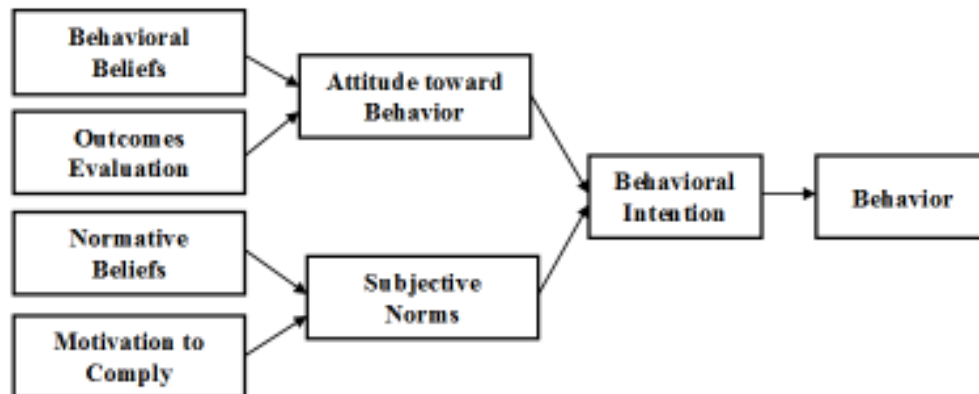 Behavioral
Beliefs
Outcomes
Evaluation
Normative
Beliefs
Motivation to
Comply
Attitude toward
Behavior
Subjective
Norms
Behavioral
Intention
Behavior